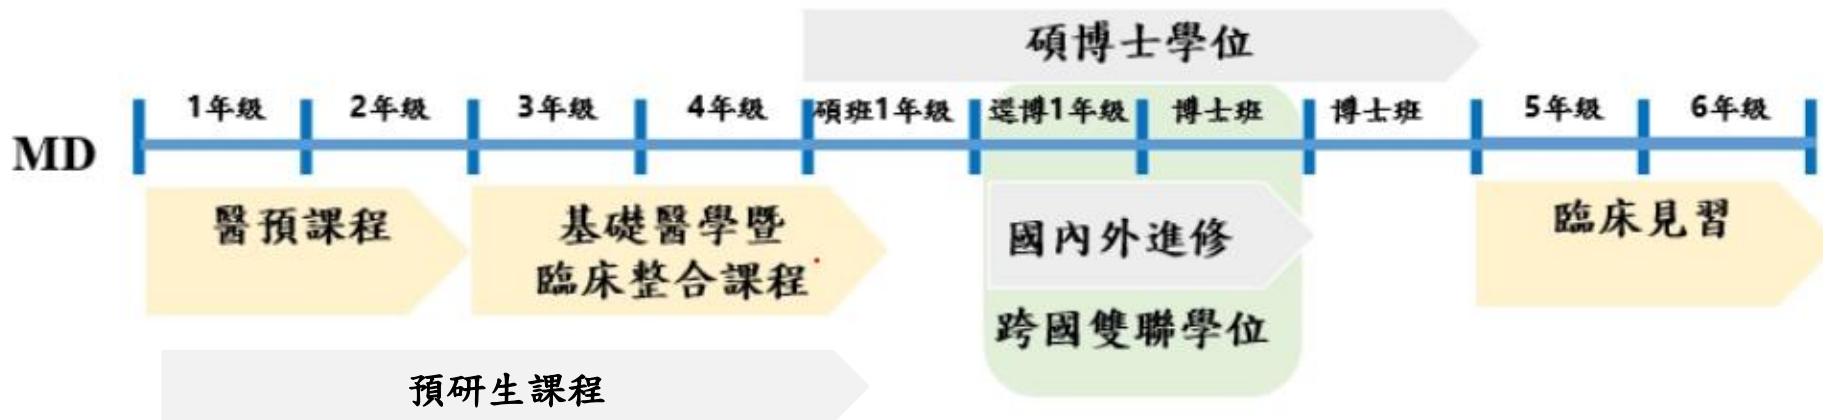 碩博士學位
MD
1年級
2年級
3年級
4年級
碩班1年級
逕博1年級
博士班
博士班
5年級
6年級
醫預課程
基礎醫學暨
臨床整合課程
國內外進修
跨國雙聯學位
臨床見習
預研生課程